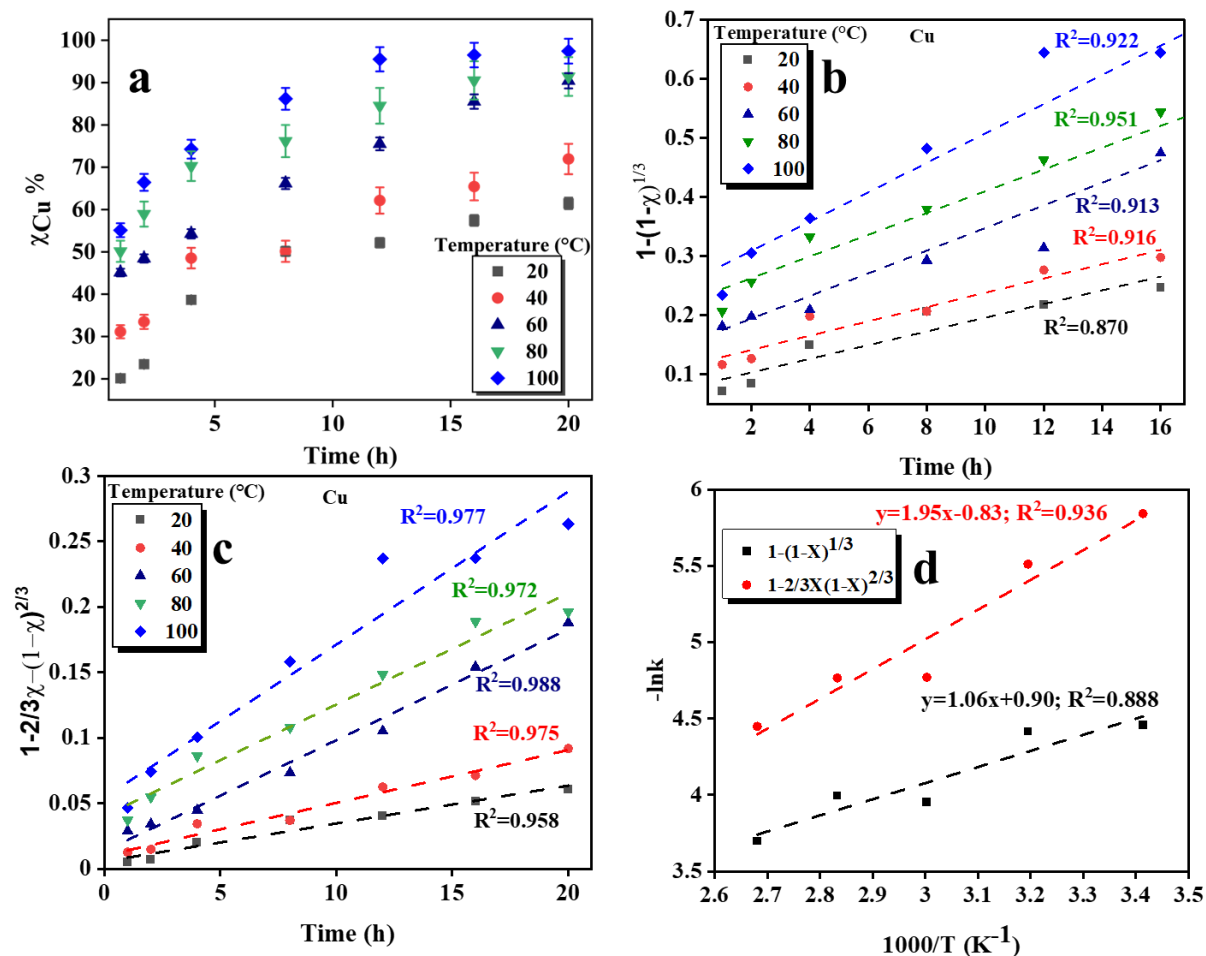 a
100
90
80
70
60
50
40
30
20
χCu%
5
10
15
20
Time (h)
Temperature (°C)
20
40
60
80
100
b
0.7
0.6
0.5
0.4
0.3
0.2
0.1
1-(1-χ)^1/3
2
4
6
8
10
12
14
16
Time (h)
Temperature (°C)
20
40
60
80
100
Cu
R²=0.922
R²=0.951
R²=0.913
R²=0.916
R²=0.870
c
0.3
0.25
0.2
0.15
0.1
0.05
0
1-2/3χ−(1−χ)^2/3
0
5
10
15
20
Time (h)
Temperature (°C)
20
40
60
80
100
Cu
R²=0.977
R²=0.972
R²=0.988
R²=0.975
R²=0.958
d
6
5.5
5
4.5
4
3.5
-lnk
2.6
2.7
2.8
2.9
3
3.1
3.2
3.3
3.4
3.5
1000/T (K⁻¹)
y=1.95x-0.83; R²=0.936
1-(1-X)^1/3
1-2/3X(1-X)^2/3
y=1.06x+0.90; R²=0.888